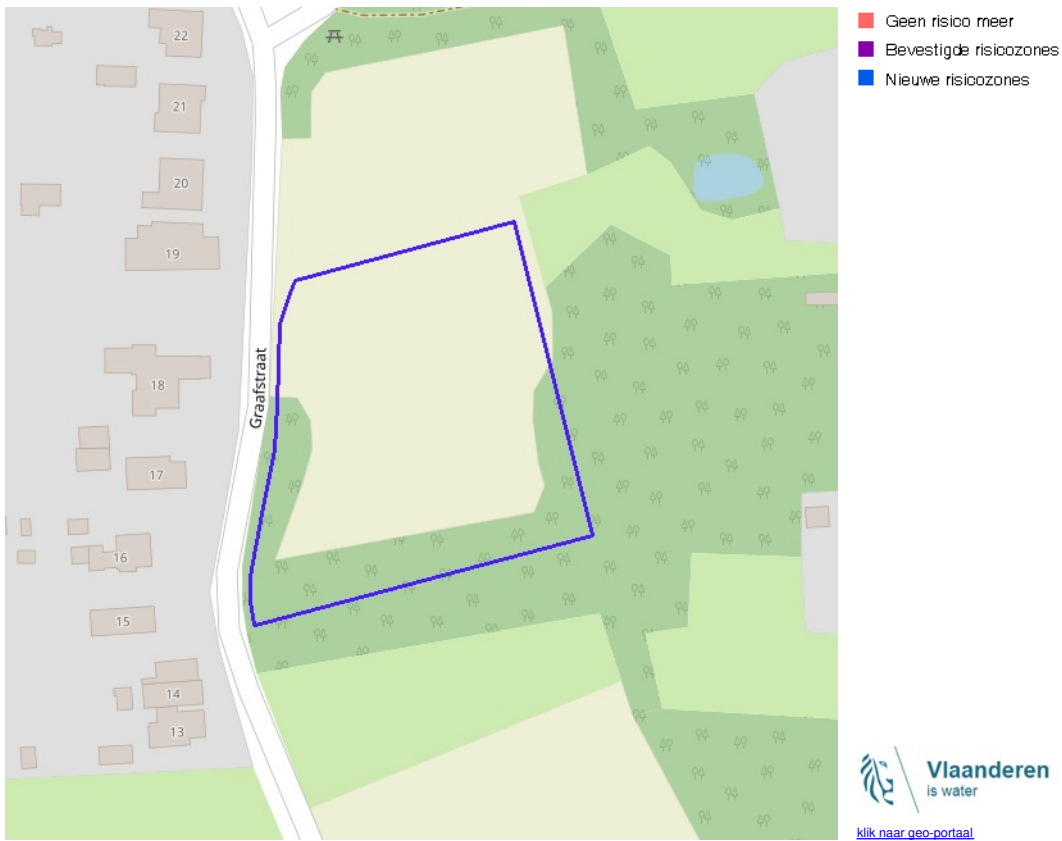 22
21
20
19
18
17
16
15
14
13
Graafstraat
Geen risico meer
Bevestigde risicozones
Nieuwe risicozones
Vlaanderen
is water
klik naar geo-portaal